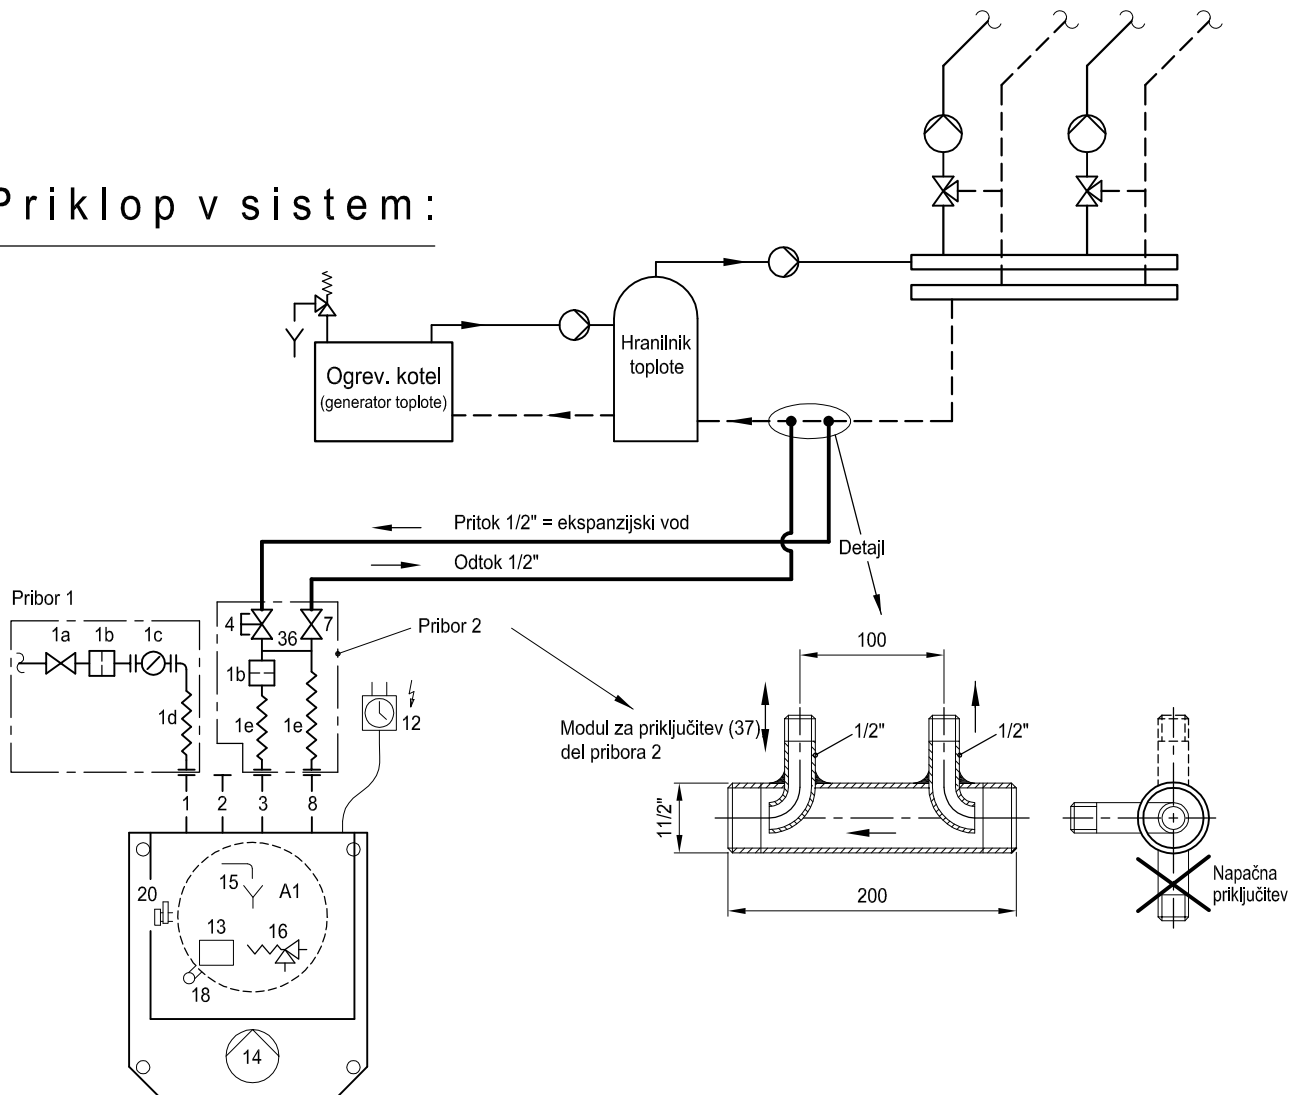 Priklop v sistem:
Ogrev. kotel
(generator toplote)
Hranilnik
toplote
Pritok 1/2" = ekspanzijski vod
Odtok 1/2"
Detajl
Pribor 1
1a
1b
1c
1d
4
7
36
1b
1e
1e
Pribor 2
12
1
2
3
8
Modul za priključitev (37)
del pribora 2
100
1/2"
1/2"
11/2"
200
Napačna
priključitev
15
A1
20
13
16
18
14